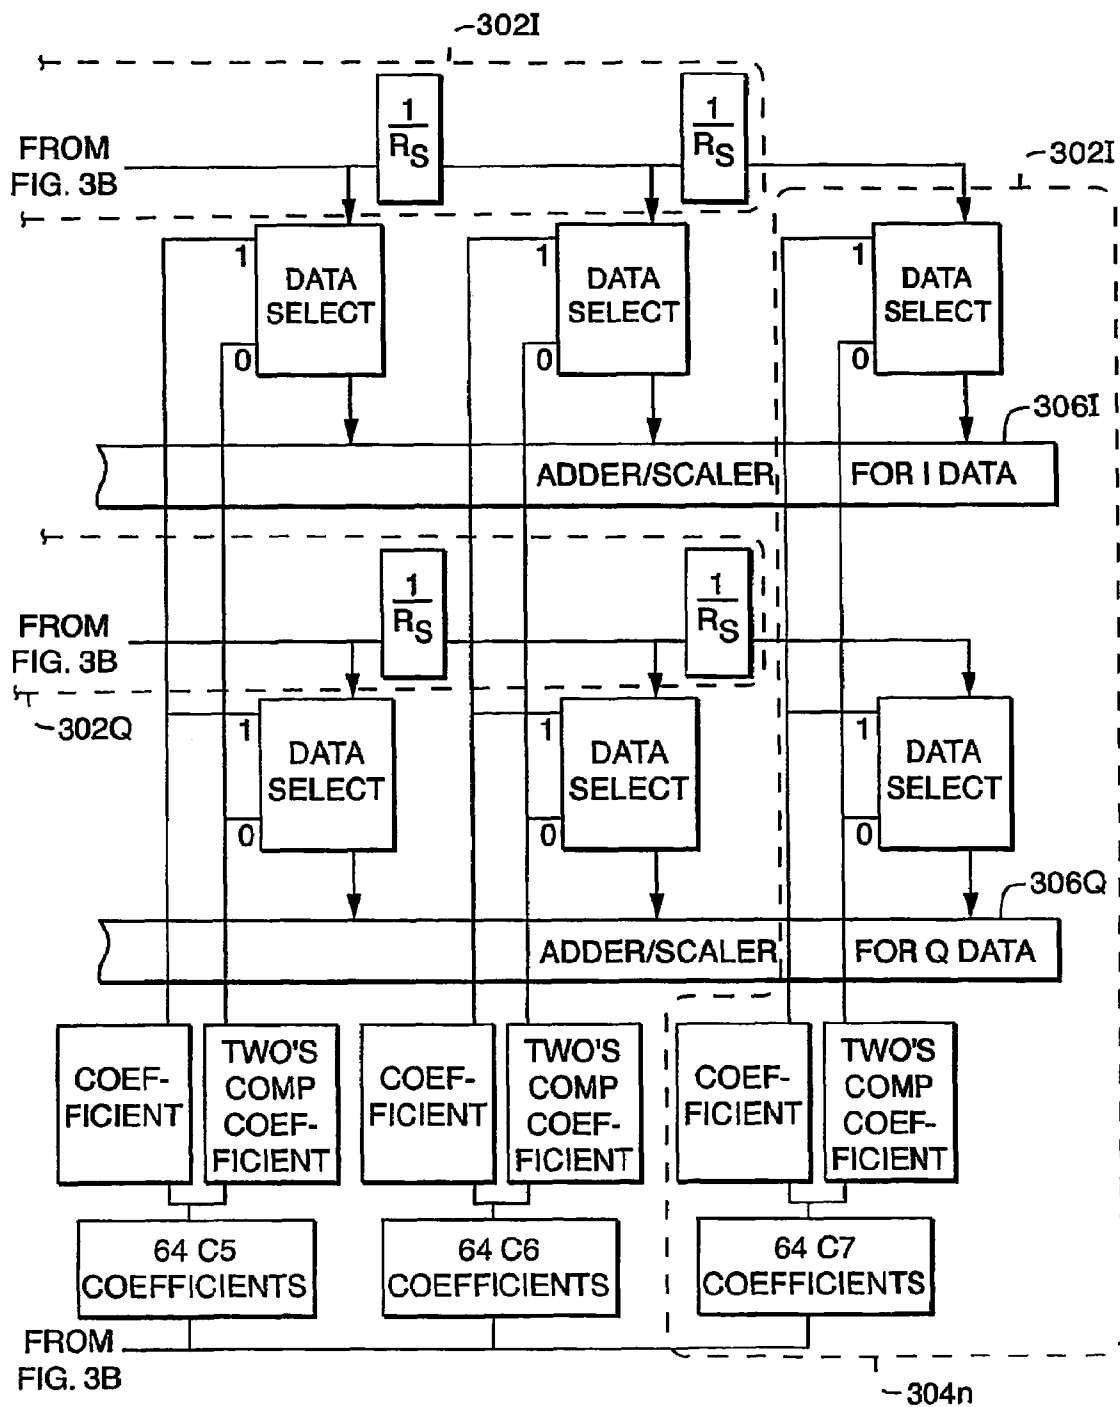 302I
1
RS
1
RS
FROM
FIG. 3B
302I
1
DATA
SELECT
0
1
DATA
SELECT
0
1
DATA
SELECT
0
306I
ADDER/SCALER FOR I DATA
1
RS
1
RS
FROM
FIG. 3B
302Q
1
DATA
SELECT
0
1
DATA
SELECT
0
1
DATA
SELECT
0
306Q
ADDER/SCALER FOR Q DATA
COEF-
FICIENT
TWO'S
COMP
COEF-
FICIENT
COEF-
FICIENT
TWO'S
COMP
COEF-
FICIENT
COEF-
FICIENT
TWO'S
COMP
COEF-
FICIENT
64 C5
COEFFICIENTS
64 C6
COEFFICIENTS
64 C7
COEFFICIENTS
FROM
FIG. 3B
304n